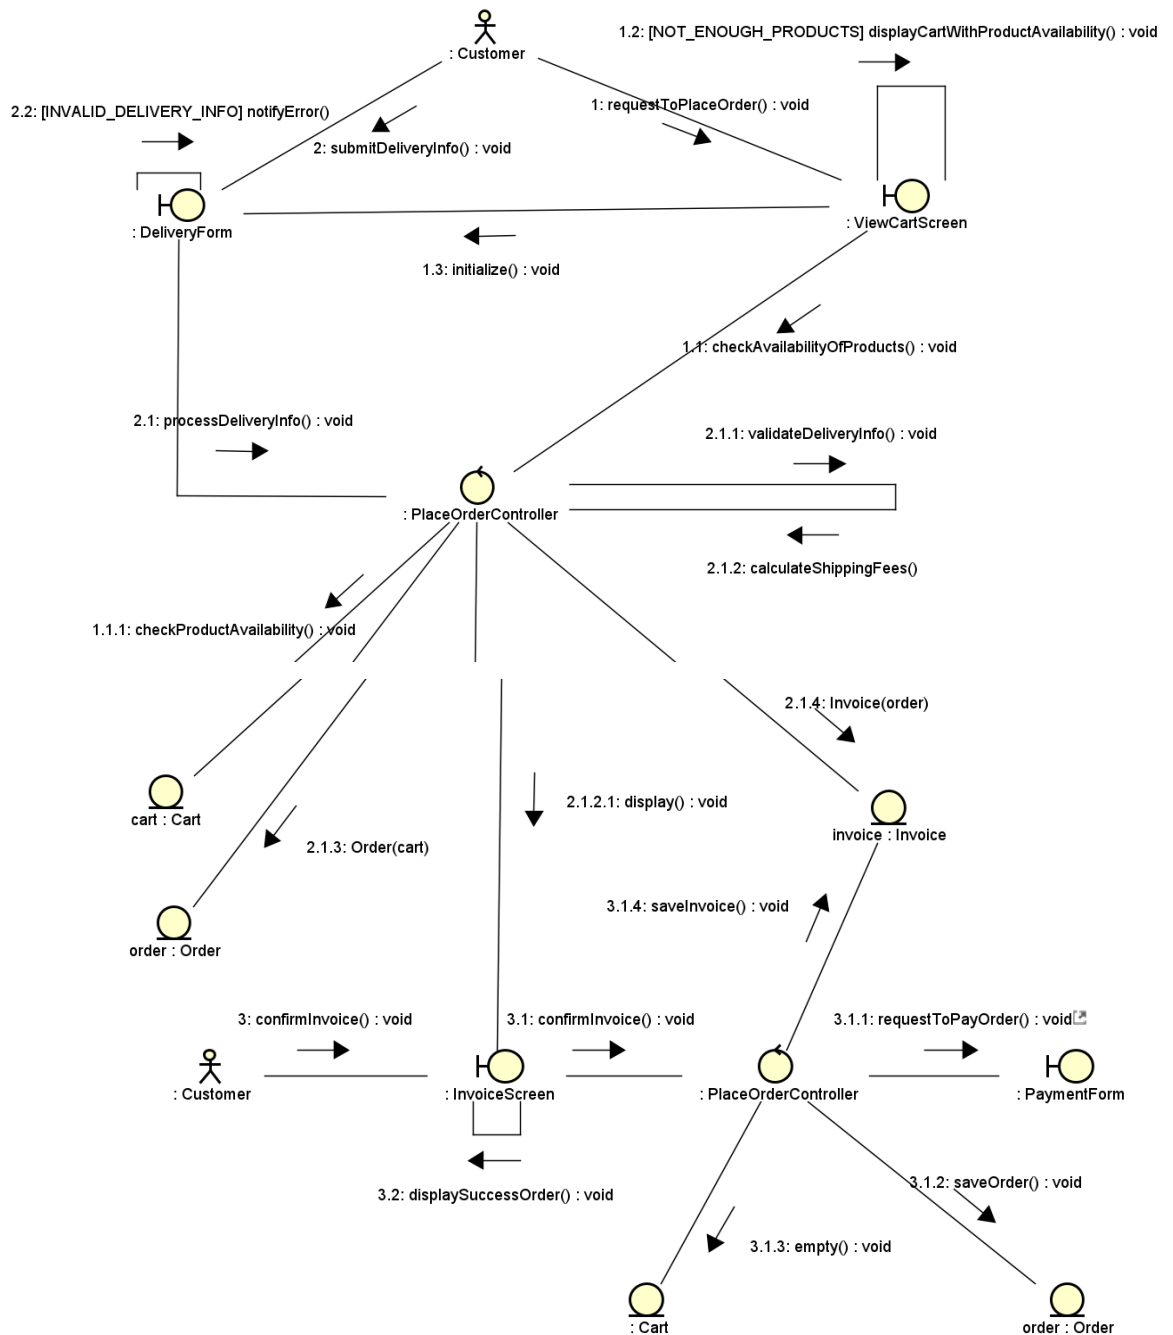 1.2: [NOT_ENOUGH_PRODUCTS] displayCartWithProductAvailability() : void
: Customer
2.2: [INVALID_DELIVERY_INFO] notifyError()
1: requestToPlaceOrder() : void
2: submitDeliveryInfo() : void
: DeliveryForm
: ViewCartScreen
1.3: initialize() : void
1.1: checkAvailabilityOfProducts() : void
2.1: processDeliveryInfo() : void
2.1.1: validateDeliveryInfo() : void
: PlaceOrderController
2.1.2: calculateShippingFees()
1.1.1: checkProductAvailability() : void
2.1.4: Invoice(order)
2.1.2.1: display() : void
cart : Cart
invoice : Invoice
2.1.3: Order(cart)
3.1.4: saveInvoice() : void
order : Order
3: confirmInvoice() : void
3.1: confirmInvoice() : void
3.1.1: requestToPayOrder() : void
: Customer
: InvoiceScreen
: PlaceOrderController
: PaymentForm
3.2: displaySuccessOrder() : void
3.1.2: saveOrder() : void
3.1.3: empty() : void
: Cart
order : Order